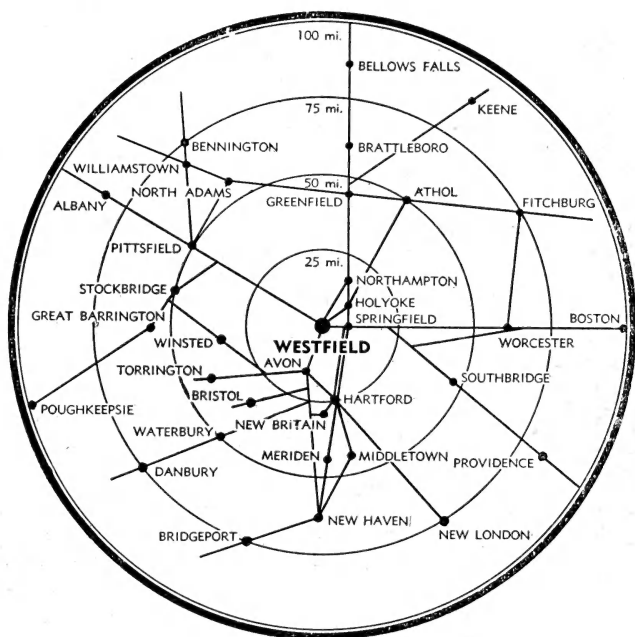 100 mi.
BELLOWS FALLS
75 mi.
KEENE
BENNINGTON
BRATTLEBORO
WILLIAMSTOWN
NORTH ADAMS
50 mi.
ATHOL
ALBANY
GREENFIELD
FITCHBURG
PITTSFIELD
25 mi.
STOCKBRIDGE
NORTHAMPTON
HOLYOKE
GREAT BARRINGTON
SPRINGFIELD
BOSTON
WINSTED
WESTFIELD
WORCESTER
AVON
TORRINGTON
SOUTHBRIDGE
BRISTOL
HARTFORD
POUGHKEEPSIE
NEW BRITAIN
WATERBURY
MERIDEN
MIDDLETOWN
PROVIDENCE
DANBURY
NEW HAVEN
NEW LONDON
BRIDGEPORT